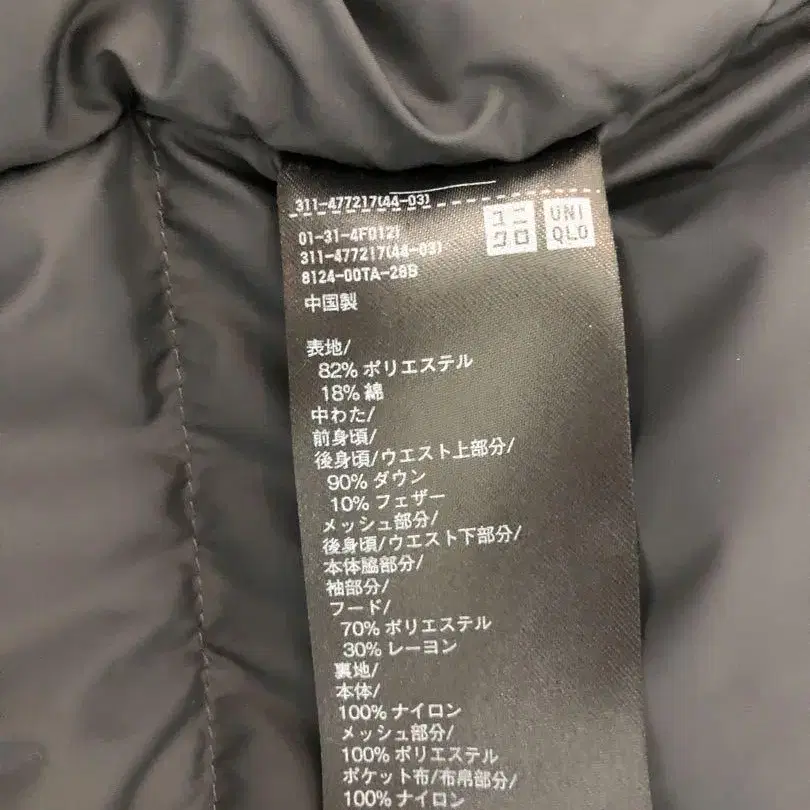 311-477217(44-03)
01-31-4F0121
311-477217(44-03)
8124-00TA-28B
ユニ
クロ
UNI
QLO
中国製
表地/
82% ポリエステル
18% 綿
中わた/
前身頃/
後身頃/ウエスト上部分/
90% ダウン
10% フェザー
メッシュ部分/
後身頃/ウエスト下部分/
本体脇部分/
袖部分/
フード/
70% ポリエステル
30% レーヨン
裏地/
本体/
100% ナイロン
メッシュ部分/
100% ポリエステル
ポケット布/布帛部分/
100% ナイロン